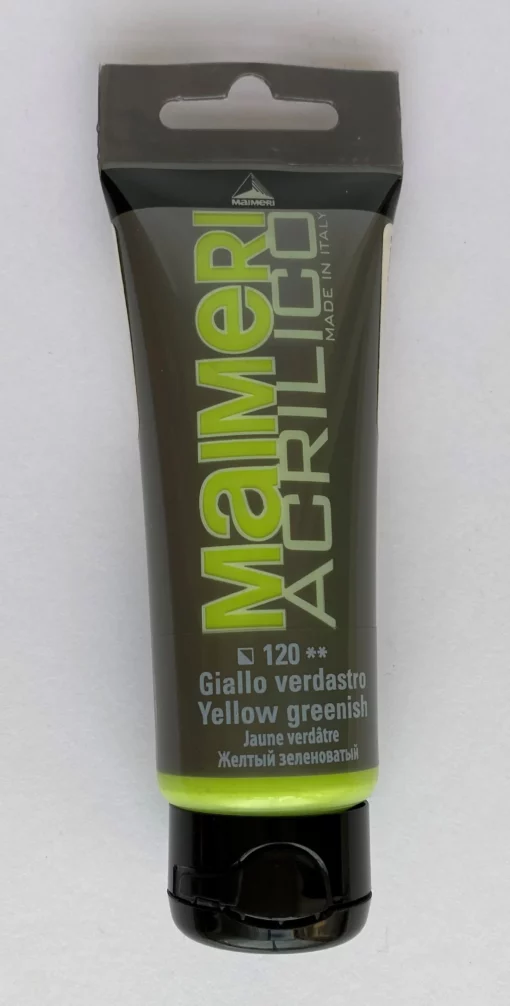 MAIMERI
MAIMERI
ACRILICO
MADE IN ITALY
120 **
Giallo verdastro
Yellow greenish
Jaune verdâtre
Желтый зеленоватый